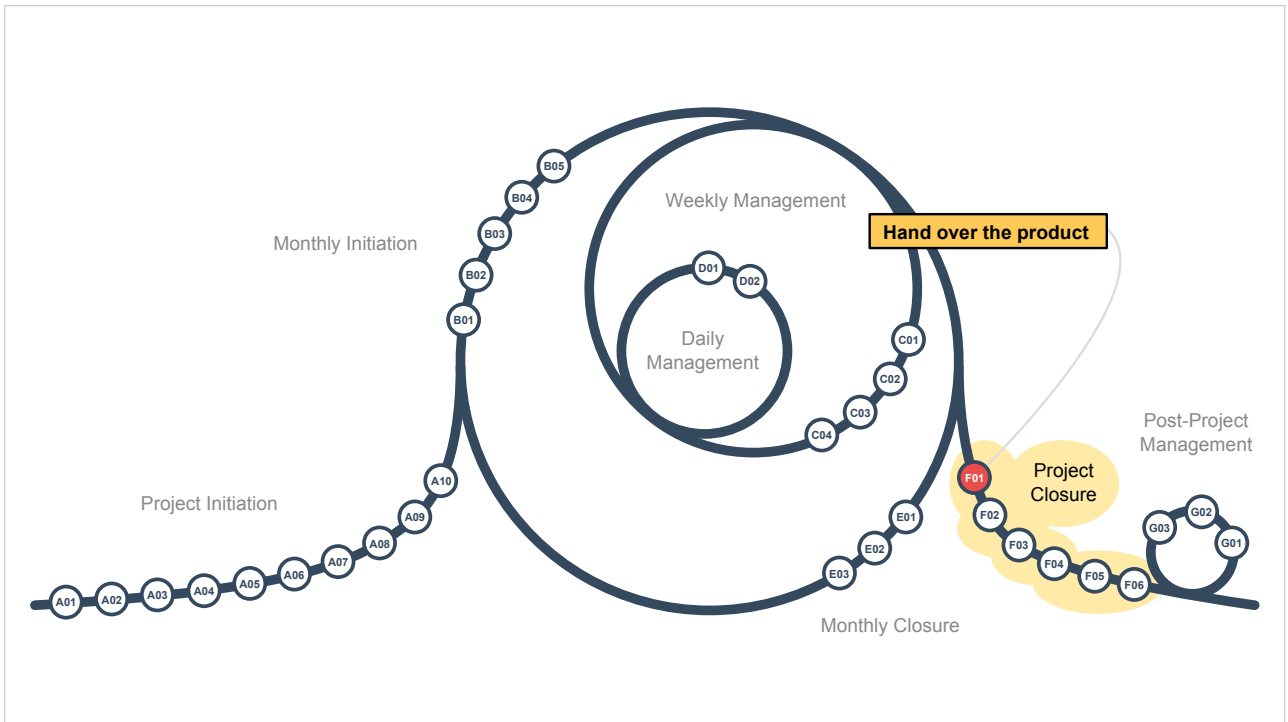 B05
B04
Weekly Management
Hand over the product
B03
Monthly Initiation
D01
B02
D02
B01
C01
Daily
Management
C02
C03
Post-Project
Management
C04
Project
Closure
F01
A10
Project Initiation
G02
F02
E01
A09
G03
G01
A08
F03
E02
A07
F04
E03
A06
F05
A05
F06
A04
A03
A02
A01
Monthly Closure